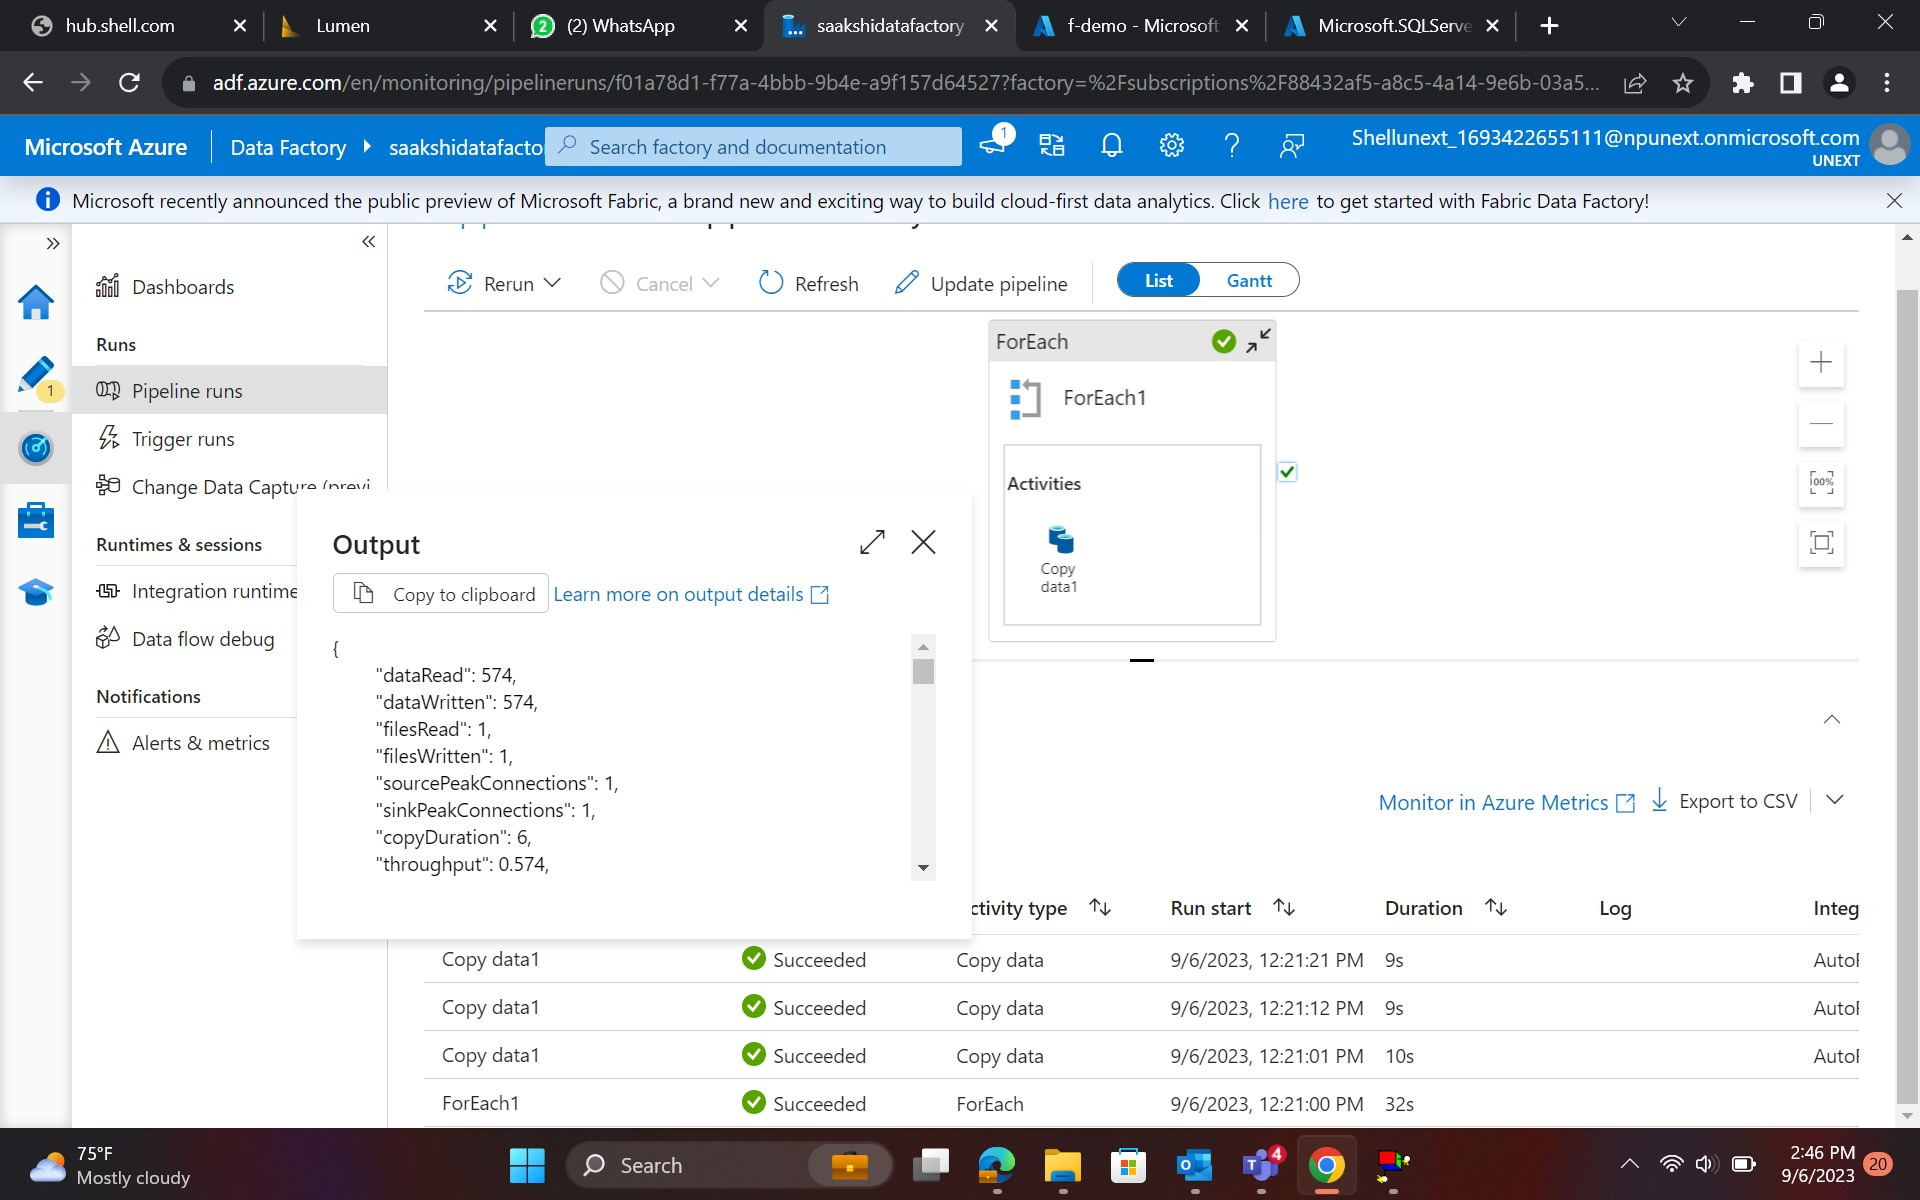 hub.shell.com
Lumen
(2) WhatsApp
saakshidatafactory
f-demo - Microsoft
Microsoft.SQLServe
adf.azure.com/en/monitoring/pipelineruns/f01a78d1-f77a-4bbb-9b4e-a9f157d64527?factory=%2Fsubscriptions%2F88432af5-a8c5-4a14-9e6b-03a5...
Microsoft Azure
Data Factory
saakshidatafacto
Search factory and documentation
1
Shellunext_1693422655111@npunext.onmicrosoft.com
UNEXT
Microsoft recently announced the public preview of Microsoft Fabric, a brand new and exciting way to build cloud-first data analytics. Click here to get started with Fabric Data Factory!
Dashboards
Runs
Pipeline runs
Trigger runs
Change Data Capture (previ
Runtimes & sessions
Integration runtime
Data flow debug
Notifications
Alerts & metrics
1
Rerun
Cancel
Refresh
Update pipeline
List
Gantt
ForEach
ForEach1
Activities
Copy
data1
100%
Output
Copy to clipboard
Learn more on output details
{
"dataRead": 574,
"dataWritten": 574,
"filesRead": 1,
"filesWritten": 1,
"sourcePeakConnections": 1,
"sinkPeakConnections": 1,
"copyDuration": 6,
"throughput": 0.574,
Monitor in Azure Metrics
Export to CSV
ctivity type Run start Duration Log Integ
Copy data1 Succeeded Copy data 9/6/2023, 12:21:21 PM 9s AutoR
Copy data1 Succeeded Copy data 9/6/2023, 12:21:12 PM 9s AutoR
Copy data1 Succeeded Copy data 9/6/2023, 12:21:01 PM 10s AutoR
ForEach1 Succeeded ForEach 9/6/2023, 12:21:00 PM 32s
75°F
Mostly cloudy
Search
4
2:46 PM
9/6/2023
20